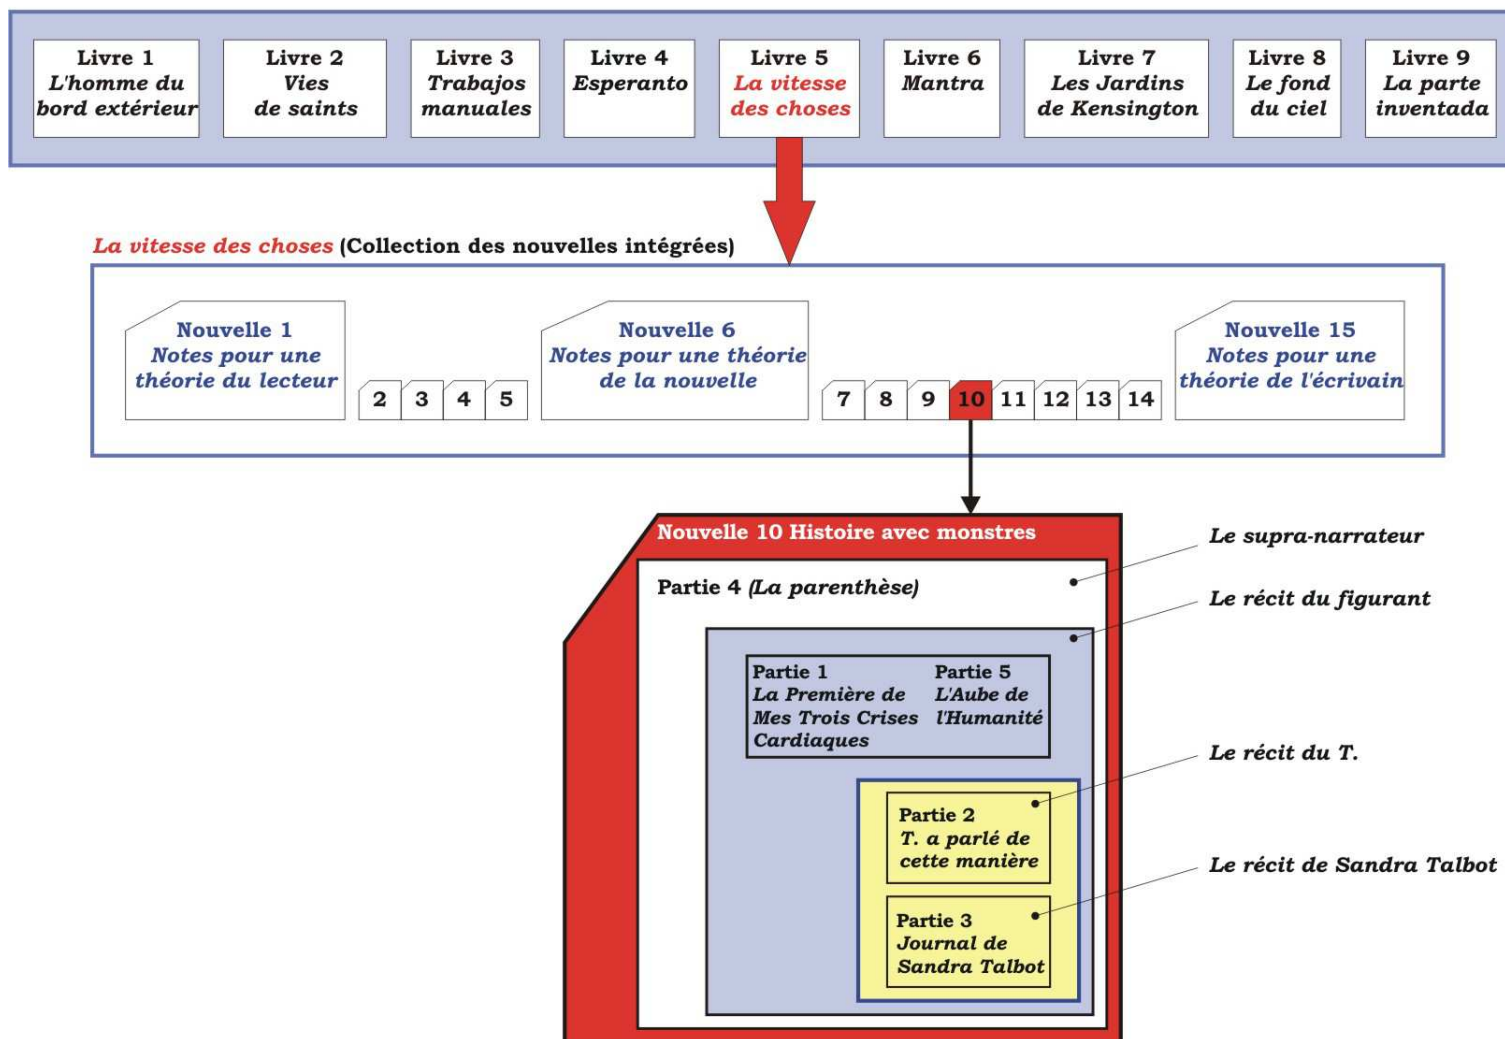 Livre 1
L'homme du
bord extérieur
Livre 2
Vies
de saints
Livre 3
Trabajos
manuales
Livre 4
Esperanto
Livre 5
La vitesse
des choses
Livre 6
Mantra
Livre 7
Les Jardins
de Kensington
Livre 8
Le fond
du ciel
Livre 9
La parte
inventada
La vitesse des choses (Collection des nouvelles intégrées)
Nouvelle 1
Notes pour une
théorie du lecteur
2 3 4 5
Nouvelle 6
Notes pour une théorie
de la nouvelle
7 8 9 10 11 12 13 14
Nouvelle 15
Notes pour une
théorie de l'écrivain
Nouvelle 10 Histoire avec monstres
Le supra-narrateur
Partie 4 (La parenthèse)
Le récit du figurant
Partie 1
La Première de
Mes Trois Crises
Cardiaques
Partie 5
L'Aube de
l'Humanité
Le récit du T.
Partie 2
T. a parlé de
cette manière
Le récit de Sandra Talbot
Partie 3
Journal de
Sandra Talbot